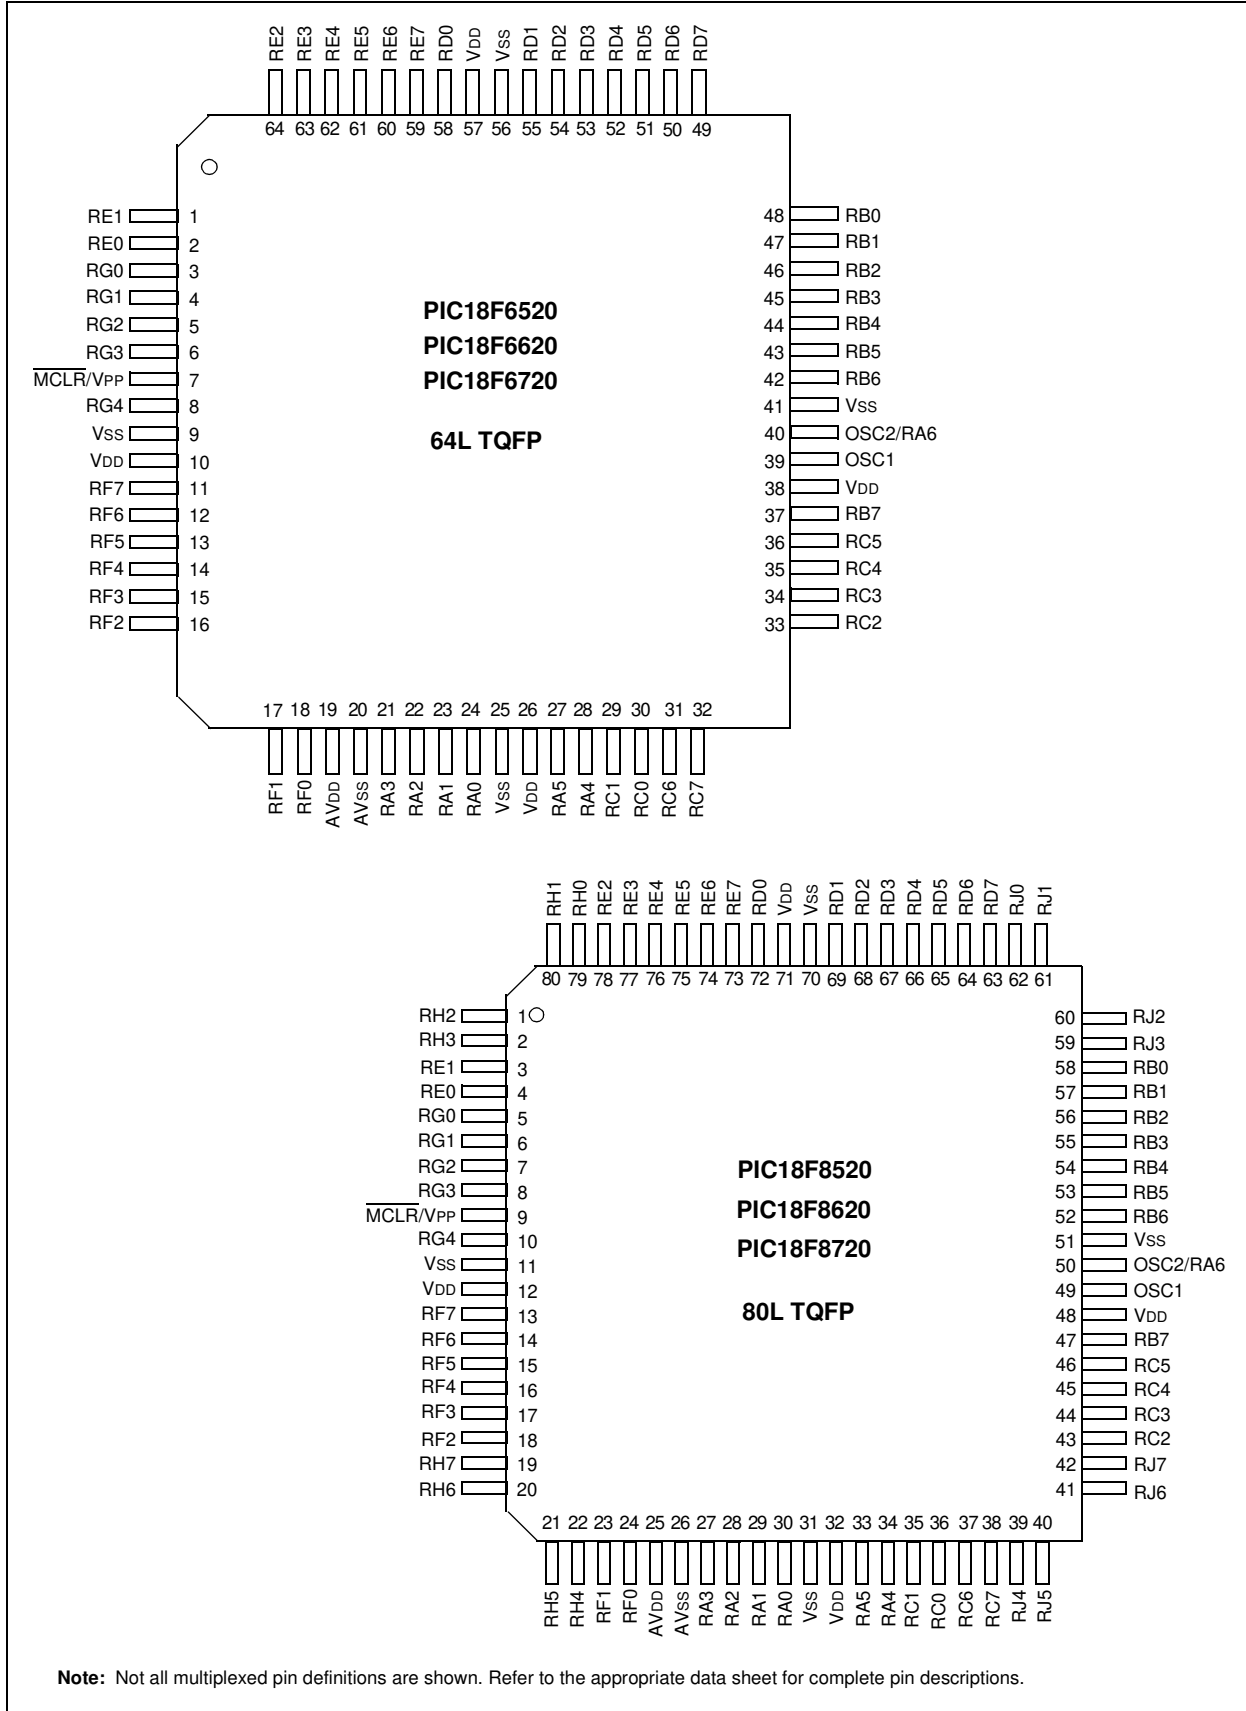 RE2 RE3 RE4 RE5 RE6 RE7 RD0 VDD VSS RD1 RD2 RD3 RD4 RD5 RD6 RD7
64 63 62 61 60 59 58 57 56 55 54 53 52 51 50 49
RE1 1 48 RB0
RE0 2 47 RB1
RG0 3 46 RB2
RG1 4 45 RB3
RG2 5 44 RB4
RG3 6 43 RB5
MCLR/VPP 7 42 RB6
RG4 8 41 VSS
VSS 9 40 OSC2/RA6
VDD 10 39 OSC1
RF7 11 38 VDD
RF6 12 37 RB7
RF5 13 36 RC5
RF4 14 35 RC4
RF3 15 34 RC3
RF2 16 33 RC2
PIC18F6520
PIC18F6620
PIC18F6720
64L TQFP
17 18 19 20 21 22 23 24 25 26 27 28 29 30 31 32
RF1 RF0 AVDD AVSS RA3 RA2 RA1 RA0 VSS VDD RA5 RA4 RC1 RC0 RC6 RC7
RH1 RH0 RE2 RE3 RE4 RE5 RE6 RE7 RD0 VDD VSS RD1 RD2 RD3 RD4 RD5 RD6 RD7 RJ0 RJ1
80 79 78 77 76 75 74 73 72 71 70 69 68 67 66 65 64 63 62 61
RH2 1 60 RJ2
RH3 2 59 RJ3
RE1 3 58 RB0
RE0 4 57 RB1
RG0 5 56 RB2
RG1 6 55 RB3
RG2 7 54 RB4
RG3 8 53 RB5
MCLR/VPP 9 52 RB6
RG4 10 51 VSS
VSS 11 50 OSC2/RA6
VDD 12 49 OSC1
RF7 13 48 VDD
RF6 14 47 RB7
RF5 15 46 RC5
RF4 16 45 RC4
RF3 17 44 RC3
RF2 18 43 RC2
RH7 19 42 RJ7
RH6 20 41 RJ6
PIC18F8520
PIC18F8620
PIC18F8720
80L TQFP
21 22 23 24 25 26 27 28 29 30 31 32 33 34 35 36 37 38 39 40
RH5 RH4 RF1 RF0 AVDD AVSS RA3 RA2 RA1 RA0 VSS VDD RA5 RA4 RC1 RC0 RC6 RC7 RJ4 RJ5
Note: Not all multiplexed pin definitions are shown. Refer to the appropriate data sheet for complete pin descriptions.